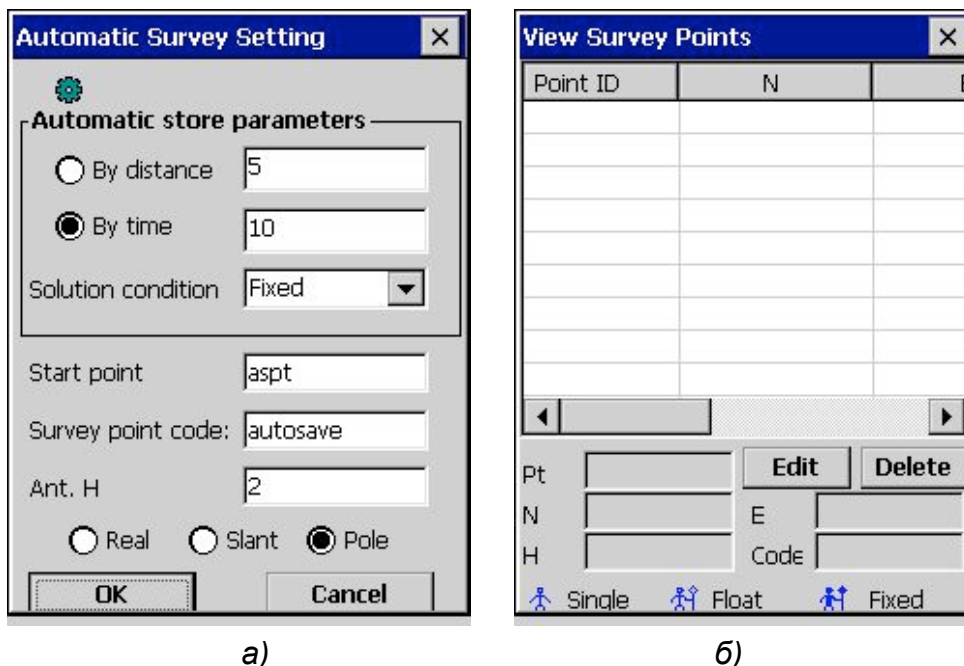 Automatic Survey Setting
Automatic store parameters
By distance 5
By time 10
Solution condition Fixed
Start point aspt
Survey point code: autosave
Ant. H 2
Real Slant Pole
OK Cancel
а)
View Survey Points
Point ID N
Pt Edit Delete
N E
H Code
Single Float Fixed
б)